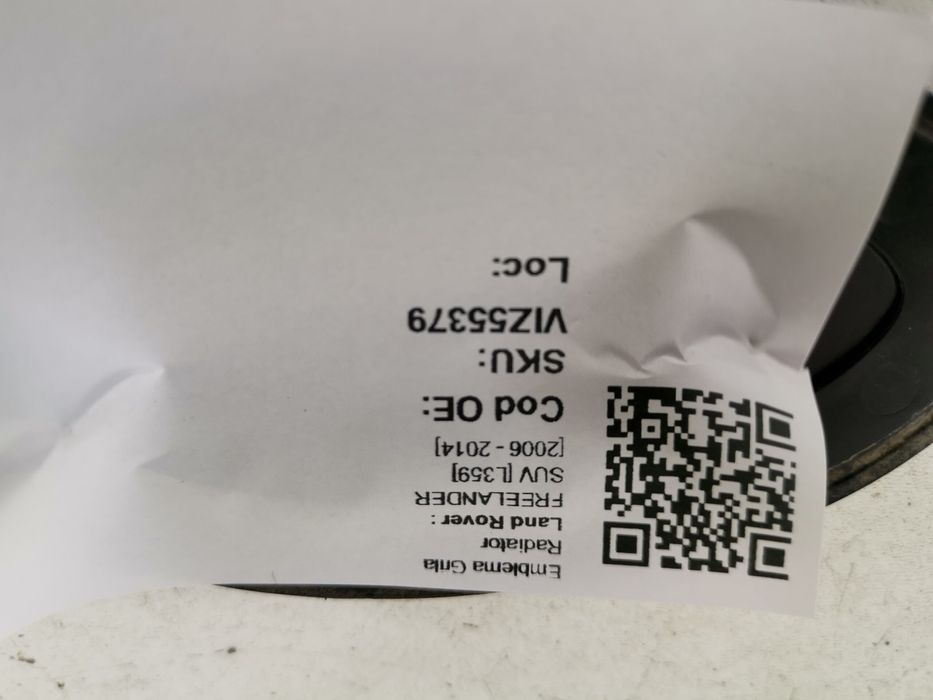 Emblema Grila
Radiator
Land Rover :
FREELANDER
SUV [L359]
[2006 - 2014]
Cod OE:
SKU:
VIZ55379
Loc: